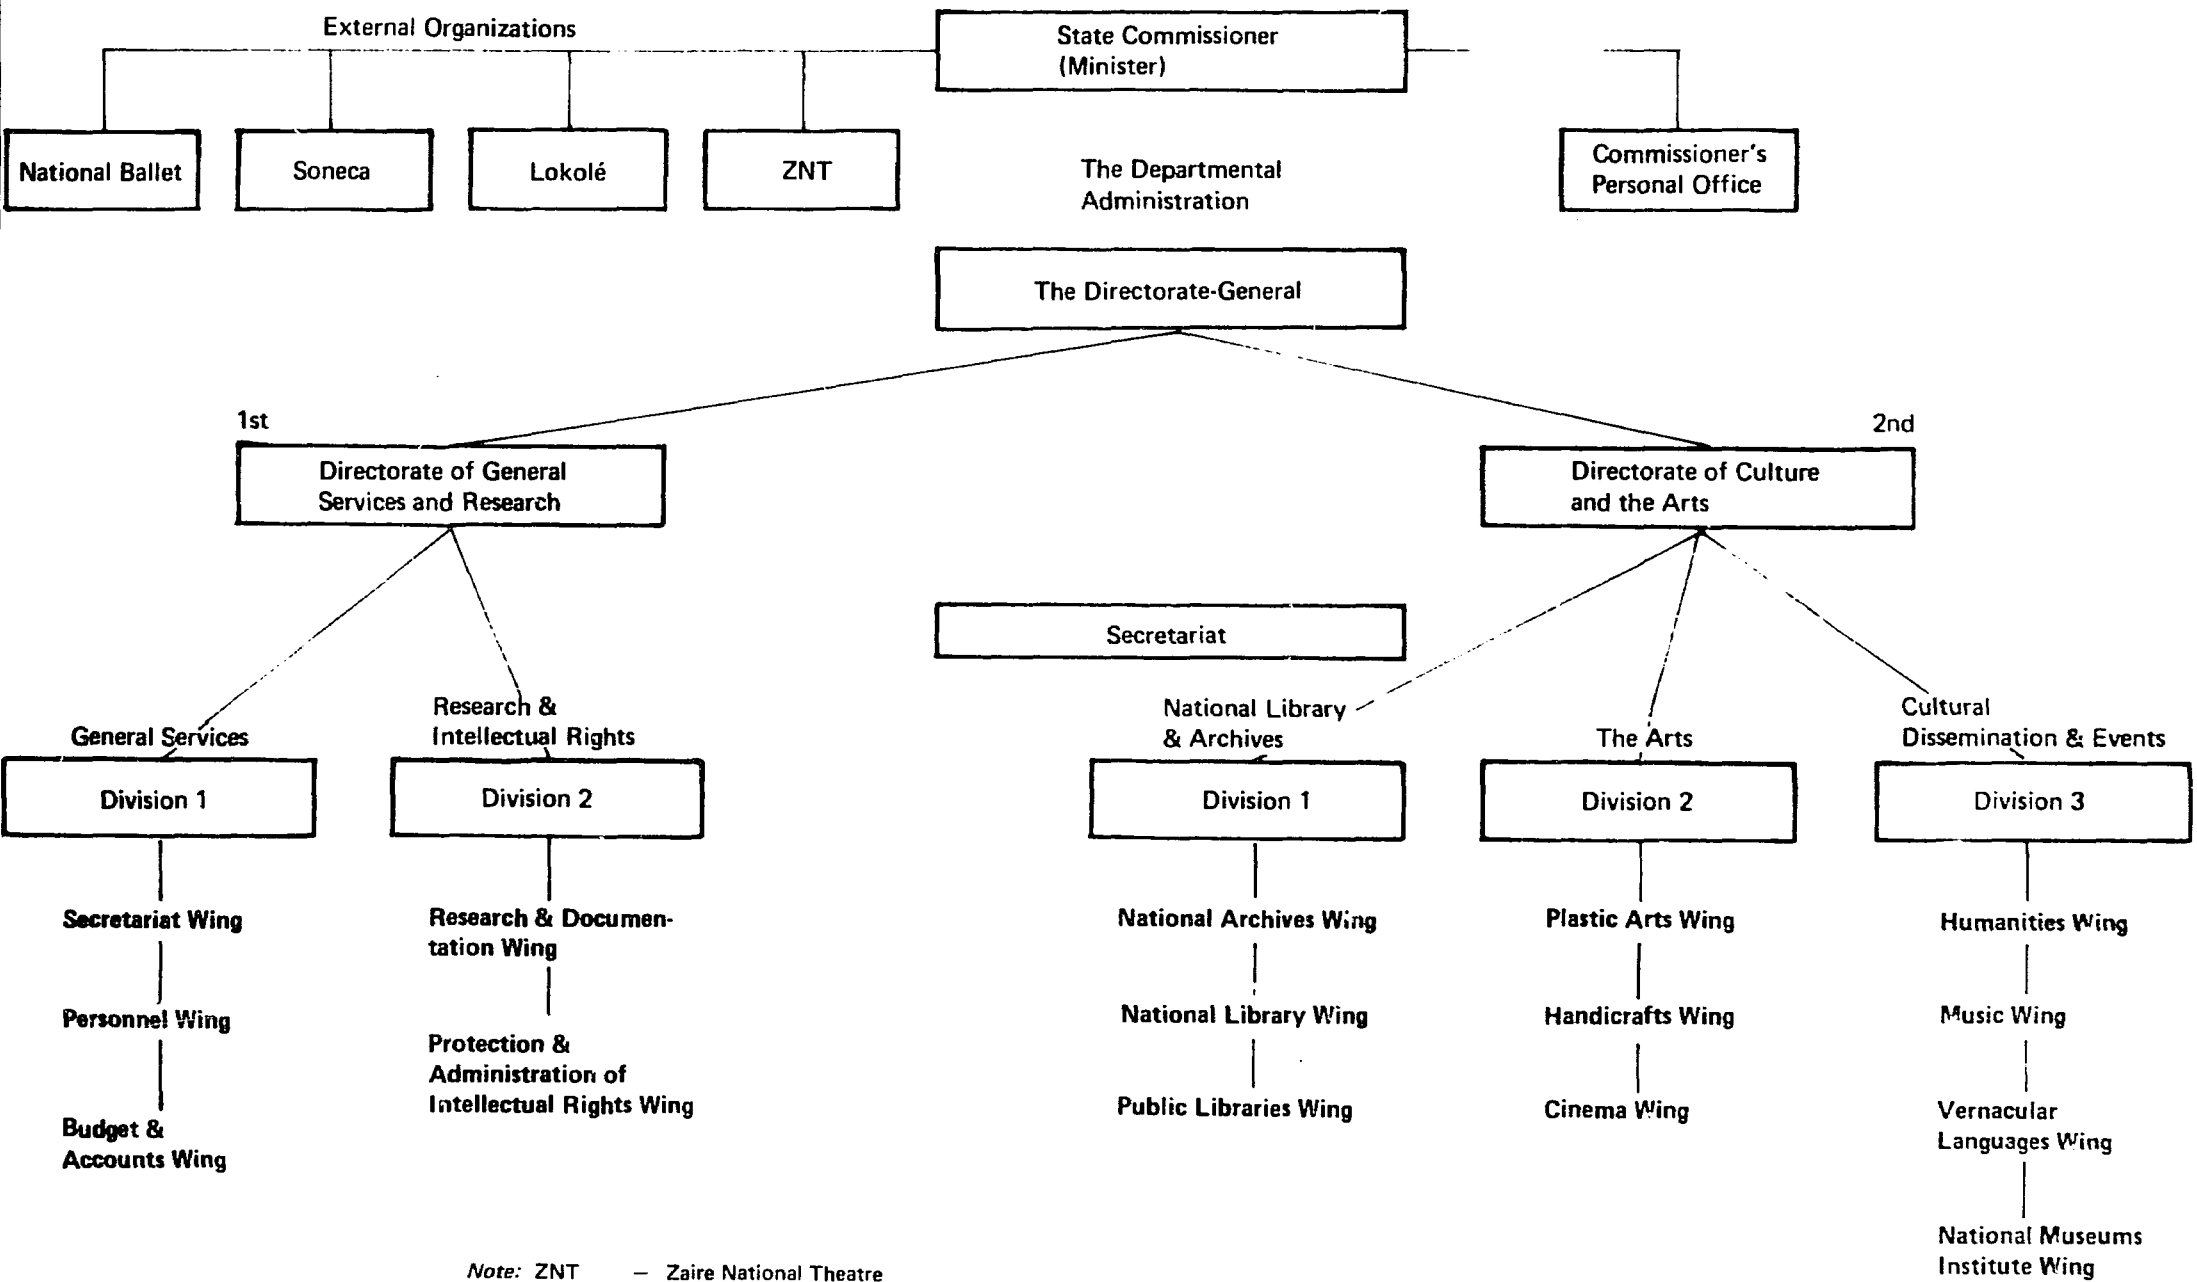 External Organizations
State Commissioner
(Minister)
National Ballet
Soneca
Lokolé
ZNT
The Departmental
Administration
Commissioner's
Personal Office
The Directorate-General
1st
2nd
Directorate of General
Services and Research
Directorate of Culture
and the Arts
Secretariat
General Services
Research &
Intellectual Rights
National Library
& Archives
The Arts
Cultural
Dissemination & Events
Division 1
Division 2
Division 1
Division 2
Division 3
Secretariat Wing
Personnel Wing
Budget &
Accounts Wing
Research & Documen-
tation Wing
Protection &
Administration of
Intellectual Rights Wing
National Archives Wing
National Library Wing
Public Libraries Wing
Plastic Arts Wing
Handicrafts Wing
Cinema Wing
Humanities Wing
Music Wing
Vernacular
Languages Wing
National Museums
Institute Wing
Note: ZNT – Zaire National Theatre